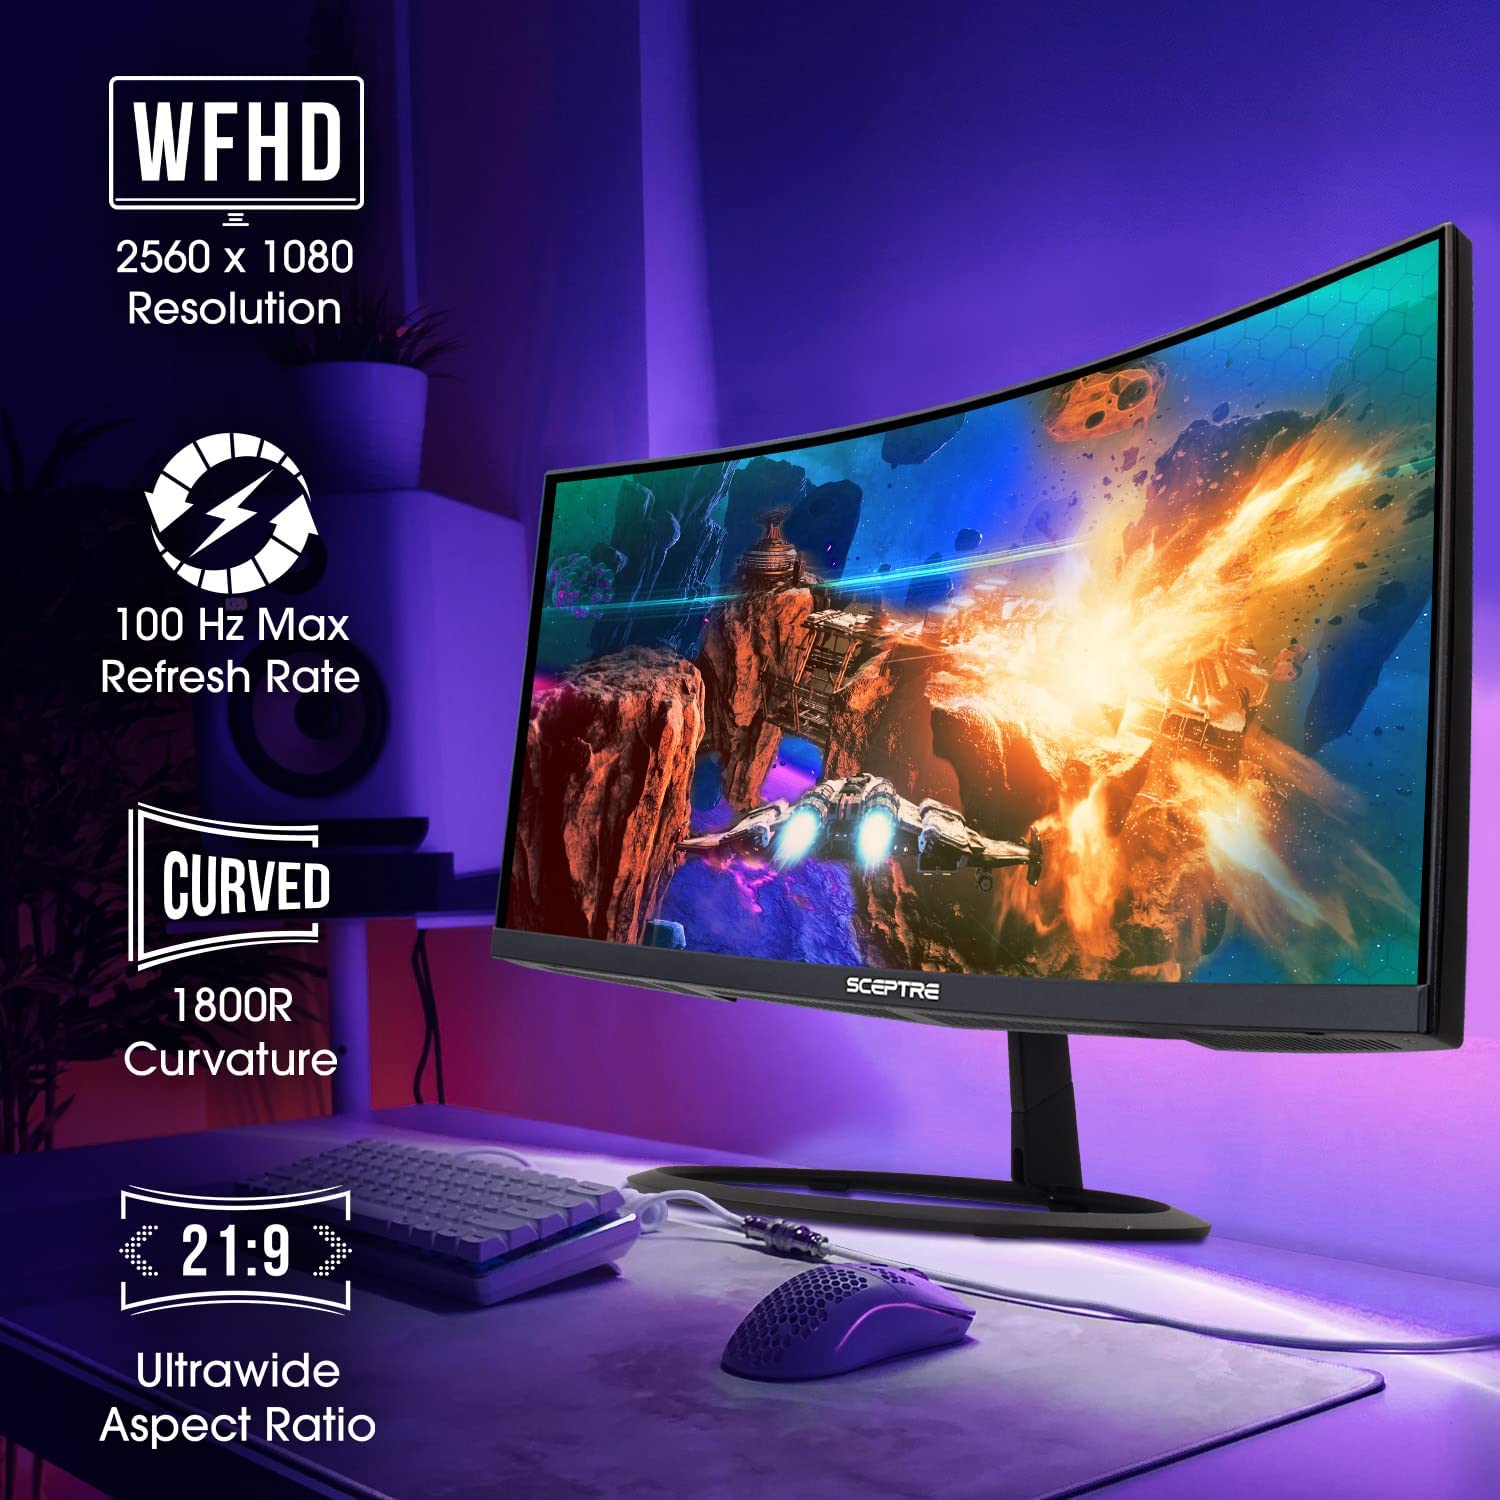 WFHD
2560 x 1080
Resolution
100 Hz Max
Refresh Rate
CURVED
1800R
Curvature
21:9
Ultrawide
Aspect Ratio
SCEPTRE